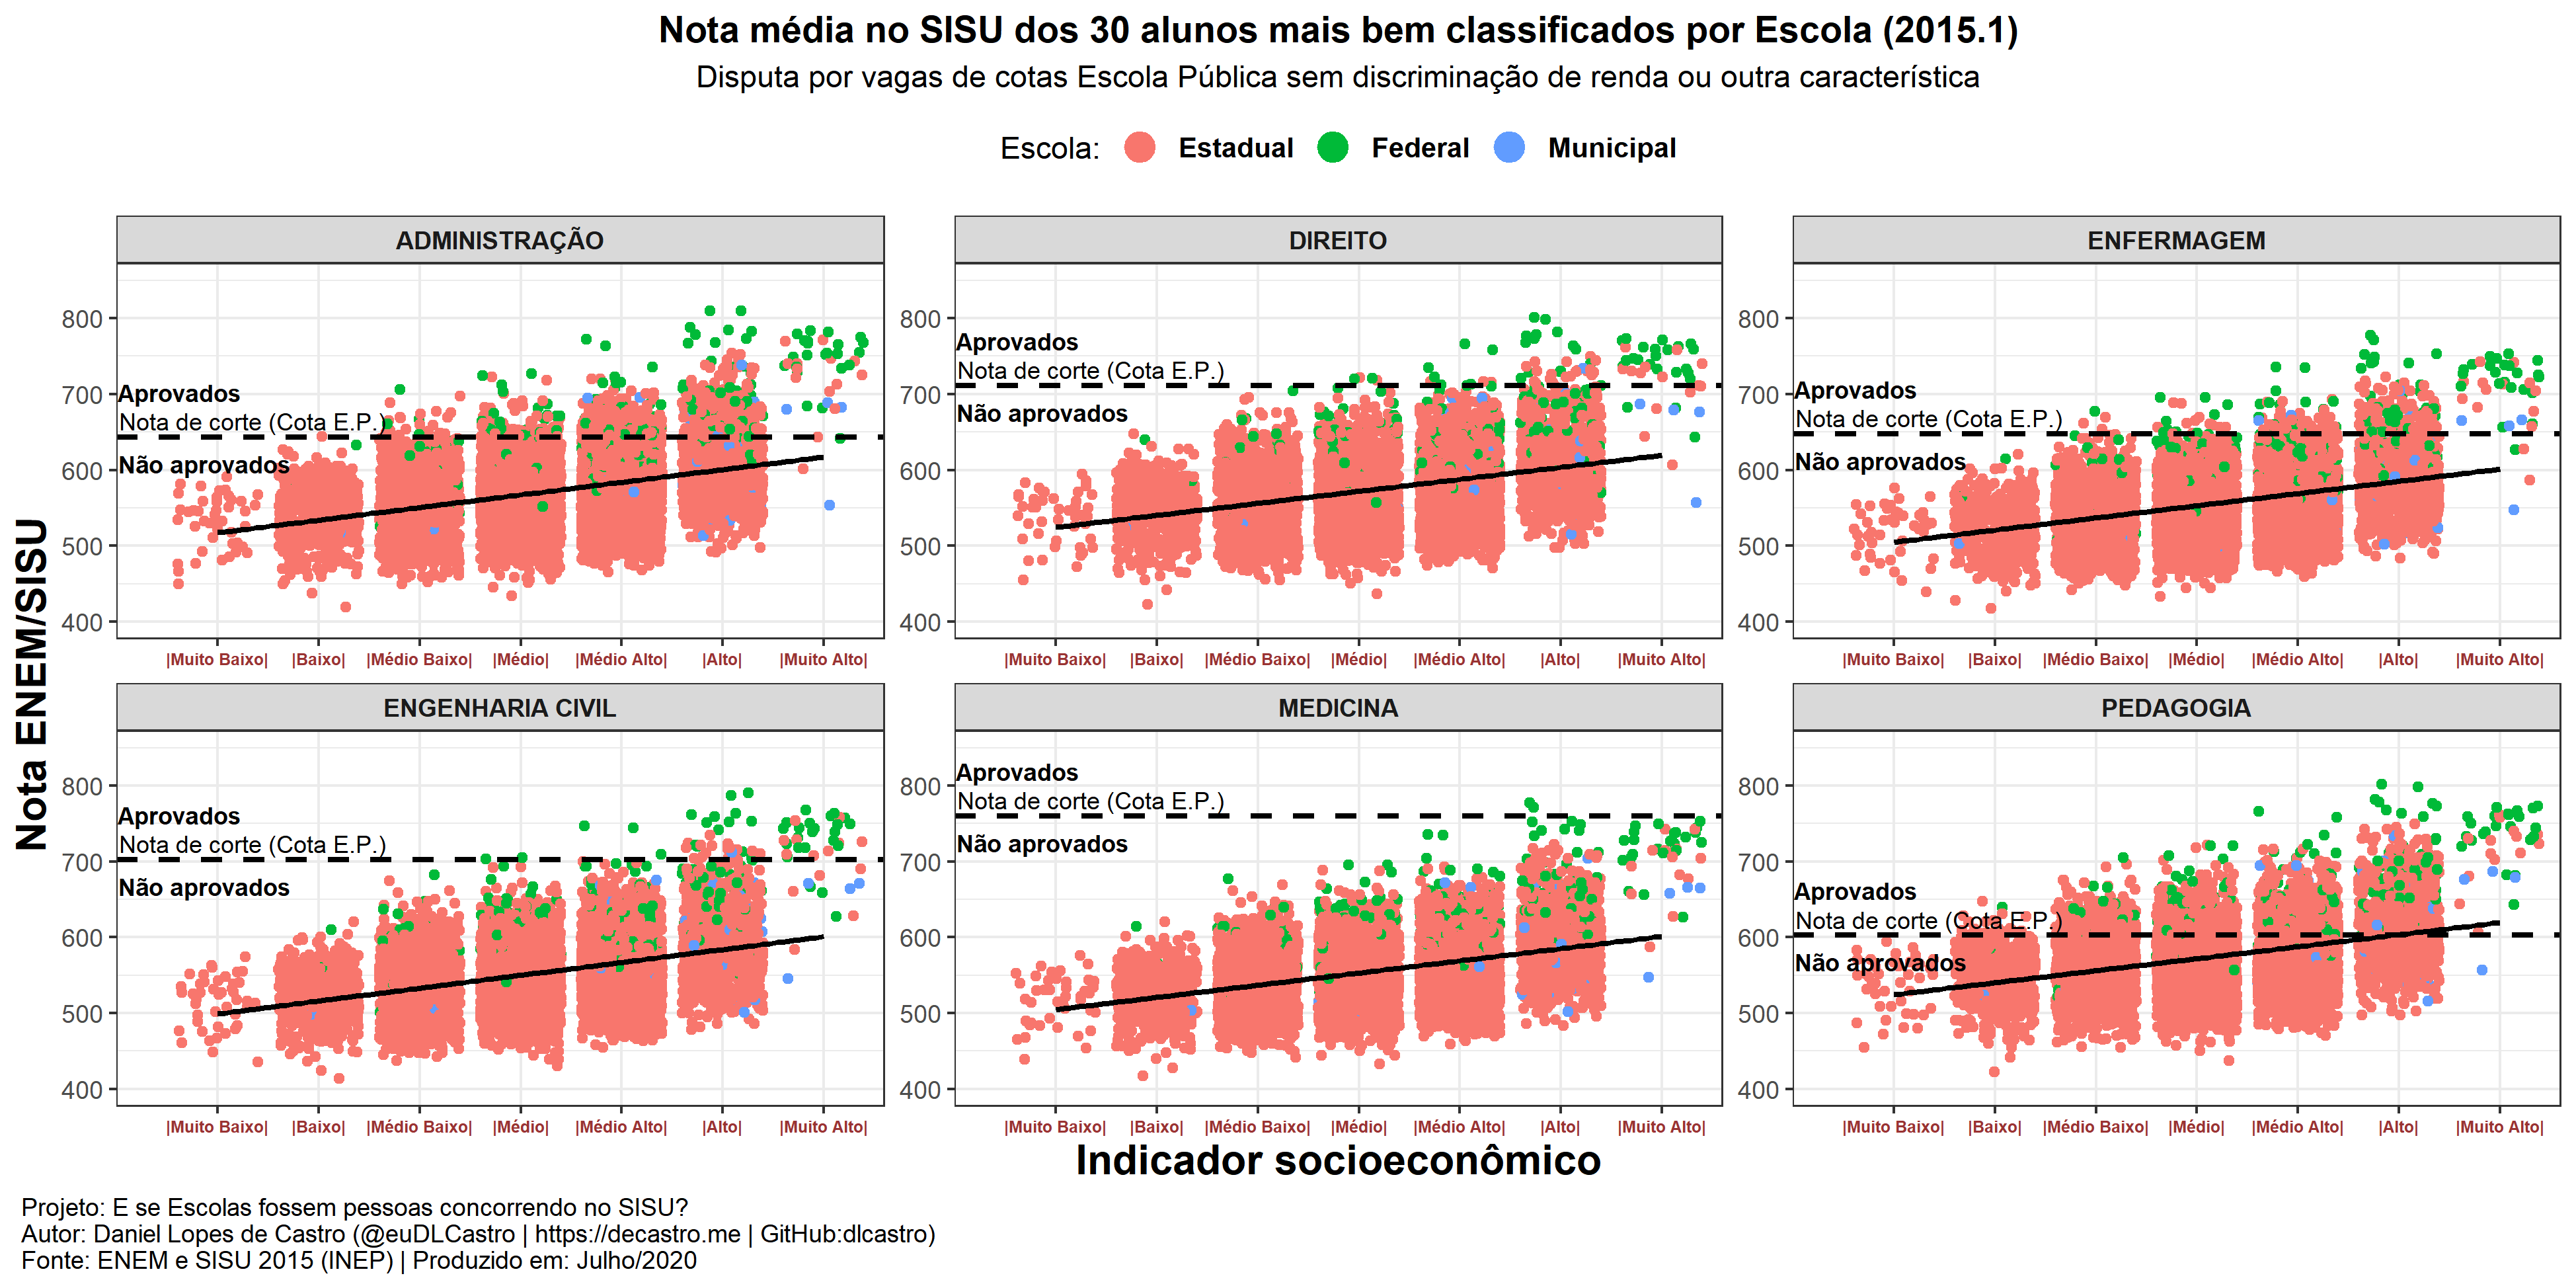 Nota média no SISU dos 30 alunos mais bem classificados por Escola (2015.1)
Disputa por vagas de cotas Escola Pública sem discriminação de renda ou outra característica
Escola: Estadual Federal Municipal
Nota ENEM/SISU
ADMINISTRAÇÃO
800
700
600
500
400
Aprovados
Nota de corte (Cota E.P.)
Não aprovados
|Muito Baixo| |Baixo| |Médio Baixo| |Médio| |Médio Alto| |Alto| |Muito Alto|
DIREITO
800
700
600
500
400
Aprovados
Nota de corte (Cota E.P.)
Não aprovados
|Muito Baixo| |Baixo| |Médio Baixo| |Médio| |Médio Alto| |Alto| |Muito Alto|
ENFERMAGEM
800
700
600
500
400
Aprovados
Nota de corte (Cota E.P.)
Não aprovados
|Muito Baixo| |Baixo| |Médio Baixo| |Médio| |Médio Alto| |Alto| |Muito Alto|
ENGENHARIA CIVIL
800
700
600
500
400
Aprovados
Nota de corte (Cota E.P.)
Não aprovados
|Muito Baixo| |Baixo| |Médio Baixo| |Médio| |Médio Alto| |Alto| |Muito Alto|
MEDICINA
800
700
600
500
400
Aprovados
Nota de corte (Cota E.P.)
Não aprovados
|Muito Baixo| |Baixo| |Médio Baixo| |Médio| |Médio Alto| |Alto| |Muito Alto|
PEDAGOGIA
800
700
600
500
400
Aprovados
Nota de corte (Cota E.P.)
Não aprovados
|Muito Baixo| |Baixo| |Médio Baixo| |Médio| |Médio Alto| |Alto| |Muito Alto|
Indicador socioeconômico
Projeto: E se Escolas fossem pessoas concorrendo no SISU?
Autor: Daniel Lopes de Castro (@euDLCastro | https://decastro.me | GitHub:dlcastro)
Fonte: ENEM e SISU 2015 (INEP) | Produzido em: Julho/2020